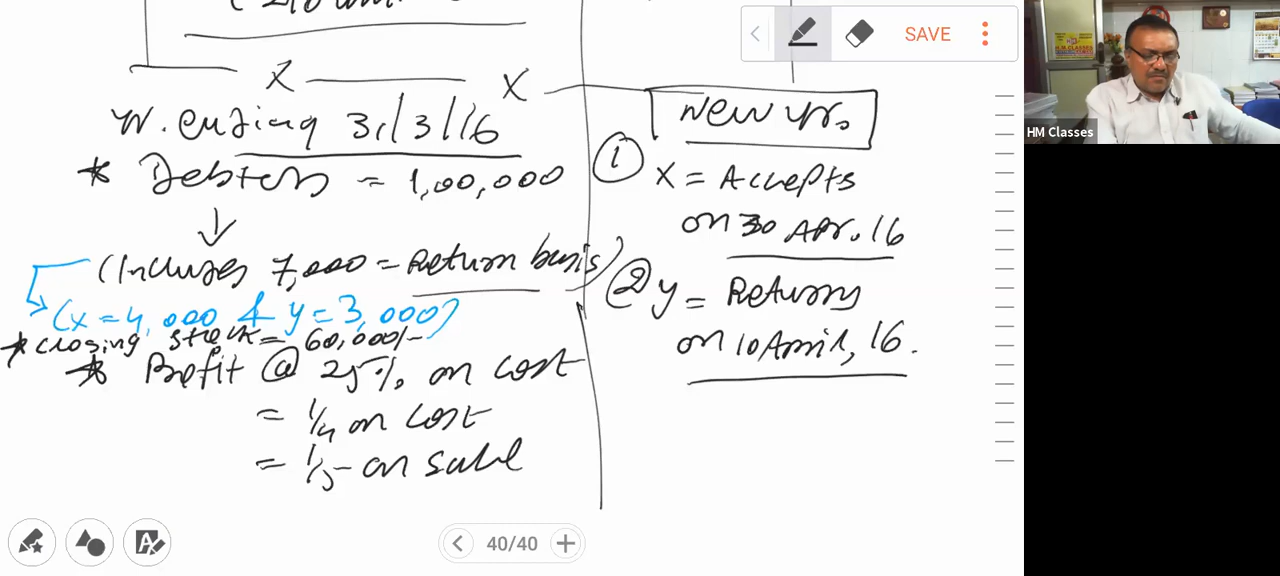 SAVE
X X
Yr. ending 31/3/16
* Debtors = 1,00,000
(Includes 7,000 = Return basis)
(x = 4,000 & y = 3,000)
* closing stock = 60,000/-
* Profit @ 25% on cost
= 1/4 on cost
= 1/5 on sale
New yr.
① X = Accepts
on 30 Apr. 16
② y = Returns
on 10 April, 16.
40/40
HM Classes